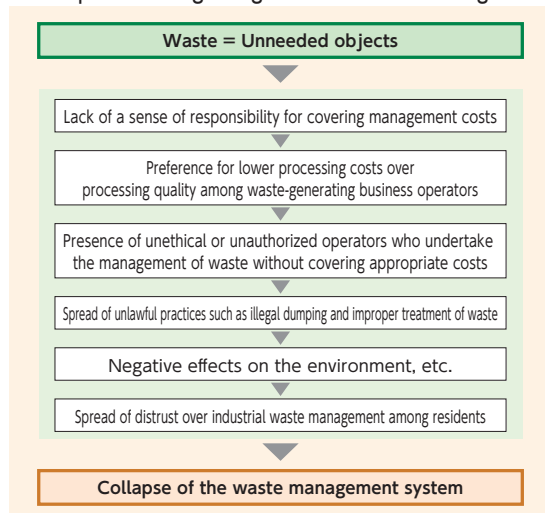 Waste = Unneeded objects
Lack of a sense of responsibility for covering management costs
Preference for lower processing costs over
processing quality among waste-generating business operators
Presence of unethical or unauthorized operators who undertake
the management of waste without covering appropriate costs
Spread of unlawful practices such as illegal dumping and improper treatment of waste
Negative effects on the environment, etc.
Spread of distrust over industrial waste management among residents
Collapse of the waste management system